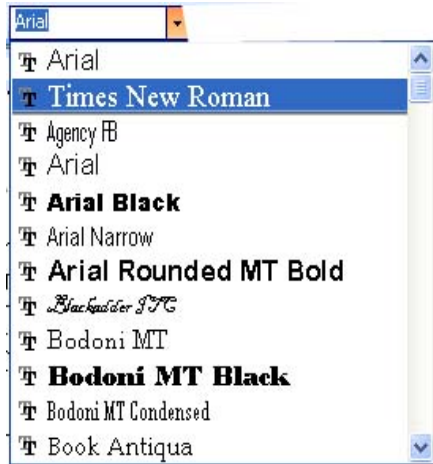 Arial
Arial
Times New Roman
Agency FB
Arial
Arial Black
Arial Narrow
Arial Rounded MT Bold
Blackadder ITC
Bodoni MT
Bodoni MT Black
Bodoni MT Condensed
Book Antiqua